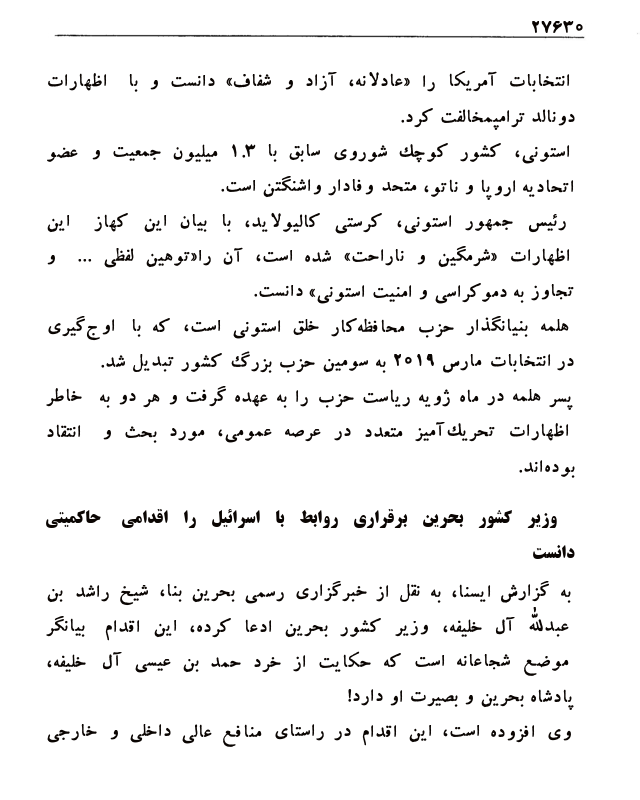 ۲۷۶۳۰
انتخابات آمریکا را «عادلانه، آزاد و شفاف» دانست و با اظهارات
دونالد ترامپمخالفت کرد.
استونی، کشور کوچك شوروی سابق با ۱.۳ میلیون جمعیت و عضو
اتحادیه اروپا و ناتو، متحد وفادار واشنگتن است.
رئیس جمهور استونی، کرستی کالیولاید، با بیان این کهاز این
اظهارات «شرمگین و ناراحت» شده است، آن را«توهین لفظی ... و
تجاوز به دموکراسی و امنیت استونی» دانست.
هلمه بنیانگذار حزب محافظه‌کار خلق استونی است، که با اوج‌گیری
در انتخابات مارس ۲۰۱۹ به سومین حزب بزرگ کشور تبدیل شد.
پسر هلمه در ماه ژویه ریاست حزب را به عهده گرفت و هر دو به خاطر
اظهارات تحریك‌آمیز متعدد در عرصه عمومی، مورد بحث و انتقاد
بوده‌اند.
وزیر کشور بحرین برقراری روابط با اسرائیل را اقدامی حاکمیتی
دانست
به گزارش ایسنا، به نقل از خبرگزاری رسمی بحرین بنا، شیخ راشد بن
عبدالله آل خلیفه، وزیر کشور بحرین ادعا کرده، این اقدام بیانگر
موضع شجاعانه است که حکایت از خرد حمد بن عیسی آل خلیفه،
پادشاه بحرین و بصیرت او دارد!
وی افزوده است، این اقدام در راستای منافع عالی داخلی و خارجی